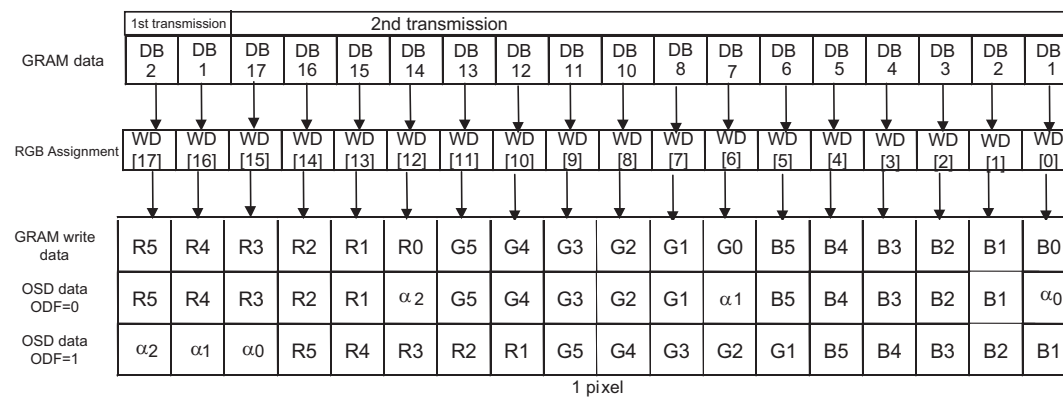 1st transmission 2nd transmission
GRAM data DB 2 DB 1 DB 17 DB 16 DB 15 DB 14 DB 13 DB 12 DB 11 DB 10 DB 8 DB 7 DB 6 DB 5 DB 4 DB 3 DB 2 DB 1
RGB Assignment WD [17] WD [16] WD [15] WD [14] WD [13] WD [12] WD [11] WD [10] WD [9] WD [8] WD [7] WD [6] WD [5] WD [4] WD [3] WD [2] WD [1] WD [0]
GRAM write data R5 R4 R3 R2 R1 R0 G5 G4 G3 G2 G1 G0 B5 B4 B3 B2 B1 B0
OSD data ODF=0 R5 R4 R3 R2 R1 α2 G5 G4 G3 G2 G1 α1 B5 B4 B3 B2 B1 α0
OSD data ODF=1 α2 α1 α0 R5 R4 R3 R2 R1 G5 G4 G3 G2 G1 B5 B4 B3 B2 B1
1 pixel